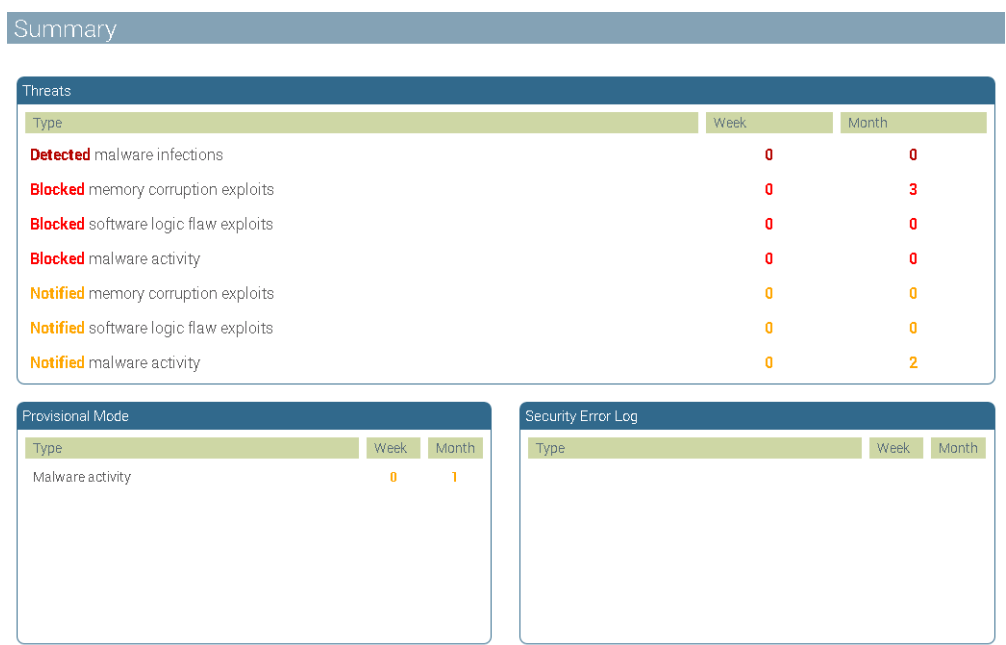 Summary
Threats
Type Week Month
Detected malware infections 0 0
Blocked memory corruption exploits 0 3
Blocked software logic flaw exploits 0 0
Blocked malware activity 0 0
Notified memory corruption exploits 0 0
Notified software logic flaw exploits 0 0
Notified malware activity 0 2
Provisional Mode
Type Week Month
Malware activity 0 1
Security Error Log
Type Week Month